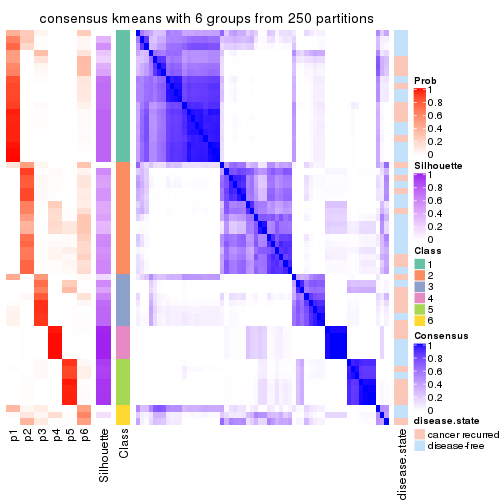 consensus kmeans with 6 groups from 250 partitions
Prob
1
0.8
0.6
0.4
0.2
0
Silhouette
1
0.8
0.6
0.4
0.2
0
Class
1
2
3
4
5
6
Consensus
1
0.8
0.6
0.4
0.2
0
disease.state
cancer recurred
disease-free
p1
p2
p3
p4
p5
p6
Silhouette
Class
disease.state